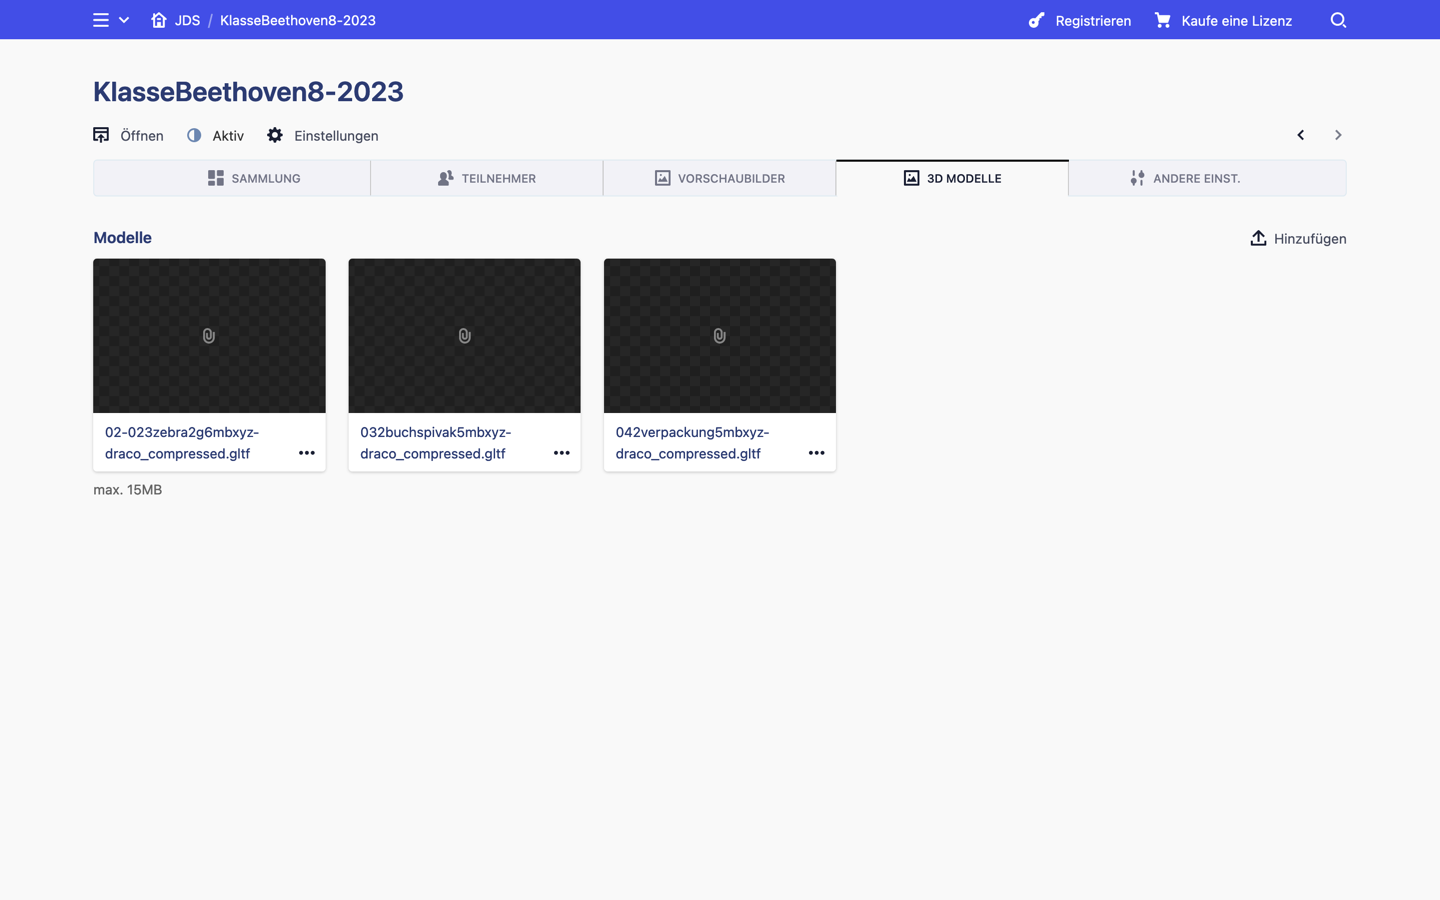 JDS / KlasseBeethoven8-2023
Registrieren
Kaufe eine Lizenz
KlasseBeethoven8-2023
Öffnen
Aktiv
Einstellungen
SAMMLUNG
TEILNEHMER
VORSCHAUBILDER
3D MODELLE
ANDERE EINST.
Modelle
Hinzufügen
02-023zebra2g6mbxyz-
draco_compressed.gltf
032buchspivak5mbxyz-
draco_compressed.gltf
042verpackung5mbxyz-
draco_compressed.gltf
max. 15MB